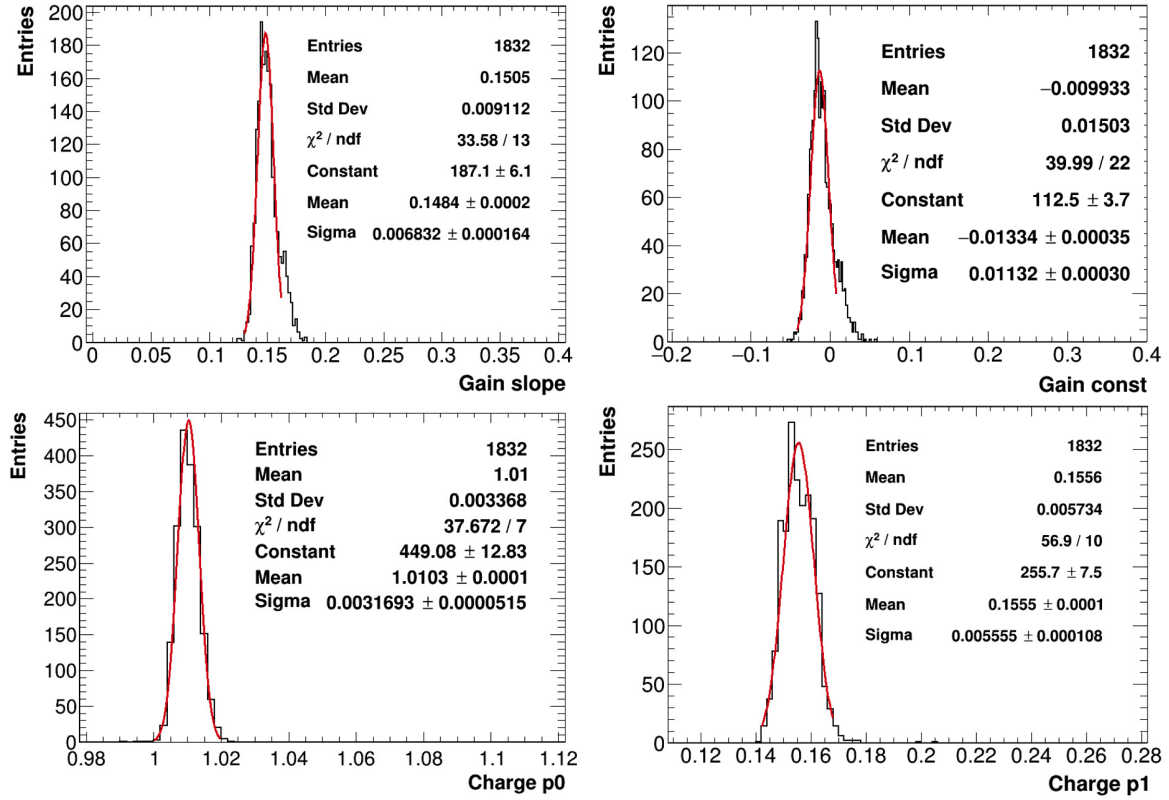 Entries
200
180
160
140
120
100
80
60
40
20
0
Entries 1832
Mean 0.1505
Std Dev 0.009112
χ² / ndf 33.58 / 13
Constant 187.1 ± 6.1
Mean 0.1484 ± 0.0002
Sigma 0.006832 ± 0.000164
0 0.05 0.1 0.15 0.2 0.25 0.3 0.35 0.4
Gain slope
Entries
120
100
80
60
40
20
0
Entries 1832
Mean −0.009933
Std Dev 0.01503
χ² / ndf 39.99 / 22
Constant 112.5 ± 3.7
Mean −0.01334 ± 0.00035
Sigma 0.01132 ± 0.00030
−0.2 −0.1 0 0.1 0.2 0.3 0.4
Gain const
Entries
450
400
350
300
250
200
150
100
50
0
Entries 1832
Mean 1.01
Std Dev 0.003368
χ² / ndf 37.672 / 7
Constant 449.08 ± 12.83
Mean 1.0103 ± 0.0001
Sigma 0.0031693 ± 0.0000515
0.98 1 1.02 1.04 1.06 1.08 1.1 1.12
Charge p0
Entries
250
200
150
100
50
0
Entries 1832
Mean 0.1556
Std Dev 0.005734
χ² / ndf 56.9 / 10
Constant 255.7 ± 7.5
Mean 0.1555 ± 0.0001
Sigma 0.005555 ± 0.000108
0.12 0.14 0.16 0.18 0.2 0.22 0.24 0.26 0.28
Charge p1